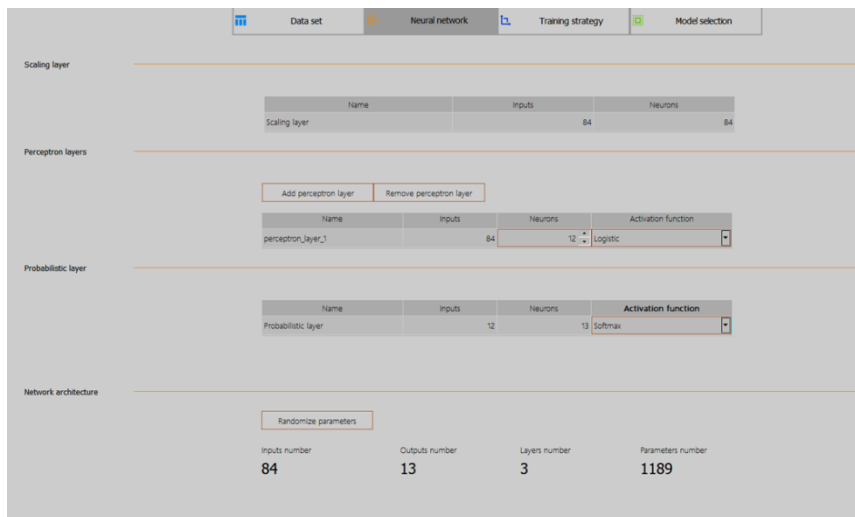 Data set Neural network Training strategy Model selection
Scaling layer
Name Inputs Neurons
Scaling layer 84 84
Perceptron layers
Add perceptron layer Remove perceptron layer
Name Inputs Neurons Activation function
perceptron_layer_1 84 12 Logistic
Probabilistic layer
Name Inputs Neurons Activation function
Probabilistic layer 12 13 Softmax
Network architecture
Randomize parameters
Inputs number Outputs number Layers number Parameters number
84 13 3 1189